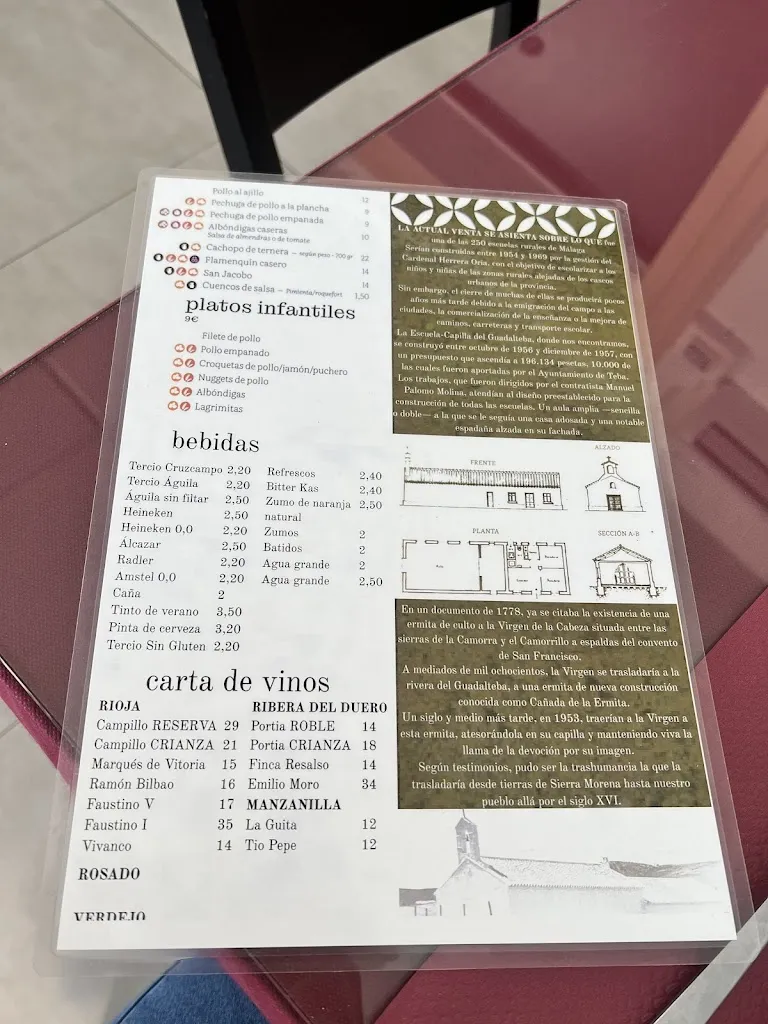 Pollo al ajillo 12
Pechuga de pollo a la plancha 9
Pechuga de pollo empanada 9
Albóndigas caseras 10
Salsa de almendras o de tomate
Cachopo de ternera – según peso - 700 gr 22
Flamenquín casero 14
San Jacobo 14
Cuencos de salsa – Pimienta/roquefort 1,50
platos infantiles
9€
Filete de pollo
Pollo empanado
Croquetas de pollo/jamón/puchero
Nuggets de pollo
Albóndigas
Lagrimitas
bebidas
Tercio Cruzcampo 2,20
Tercio Águila 2,20
Águila sin filtar 2,50
Heineken 2,50
Heineken 0,0 2,20
Álcazar 2,50
Radler 2,20
Amstel 0,0 2,20
Caña 2
Tinto de verano 3,50
Pinta de cerveza 3,20
Tercio Sin Gluten 2,20
Refrescos 2,40
Bitter Kas 2,40
Zumo de naranja 2,50
natural
Zumos 2
Batidos 2
Agua grande 2
Agua grande 2,50
carta de vinos
RIOJA
Campillo RESERVA 29
Campillo CRIANZA 21
Marqués de Vitoria 15
Ramón Bilbao 16
Faustino V 17
Faustino I 35
Vivanco 14
ROSADO
VERDEJO
RIBERA DEL DUERO
Portia ROBLE 14
Portia CRIANZA 18
Finca Resalso 14
Emilio Moro 34
MANZANILLA
La Guita 12
Tio Pepe 12
LA ACTUAL VENTA SE ASIENTA SOBRE LO QUE fue
una de las 250 escuelas rurales de Málaga
Serían construidas entre 1954 y 1969 por la gestión del
Cardenal Herrera Oria, con el objetivo de escolarizar a los
niños y niñas de las zonas rurales alejadas de los cascos
urbanos de la provincia.
Sin embargo, el cierre de muchas de ellas se produciría pocos
años más tarde debido a la emigración del campo a las
ciudades, la comercialización de la enseñanza o la mejora de
caminos, carreteras y transporte escolar.
La Escuela-Capilla del Guadalteba, donde nos encontramos,
se construyó entre octubre de 1956 y diciembre de 1957, con
un presupuesto que ascendía a 196.134 pesetas, 10.000 de
las cuales fueron aportadas por el Ayuntamiento de Teba.
Los trabajos, que fueron dirigidos por el contratista Manuel
Palomo Molina, atendían al diseño preestablecido para la
construcción de todas las escuelas. Un aula amplia —sencilla
o doble— a la que se le seguía una casa adosada y una notable
espadaña alzada en su fachada.
FRENTE
ALZADO
PLANTA
SECCIÓN A-B
En un documento de 1778, ya se citaba la existencia de una
ermita de culto a la Virgen de la Cabeza situada entre las
sierras de la Camorra y el Camorrillo a espaldas del convento
de San Francisco.
A mediados de mil ochocientos, la Virgen se trasladaría a la
rivera del Guadalteba, a una ermita de nueva construcción
conocida como Cañada de la Ermita.
Un siglo y medio más tarde, en 1953, traerían a la Virgen a
esta ermita, atesorándola en su capilla y manteniendo viva la
llama de la devoción por su imagen.
Según testimonios, pudo ser la trashumancia la que la
trasladaría desde tierras de Sierra Morena hasta nuestro
pueblo allá por el siglo XVI.